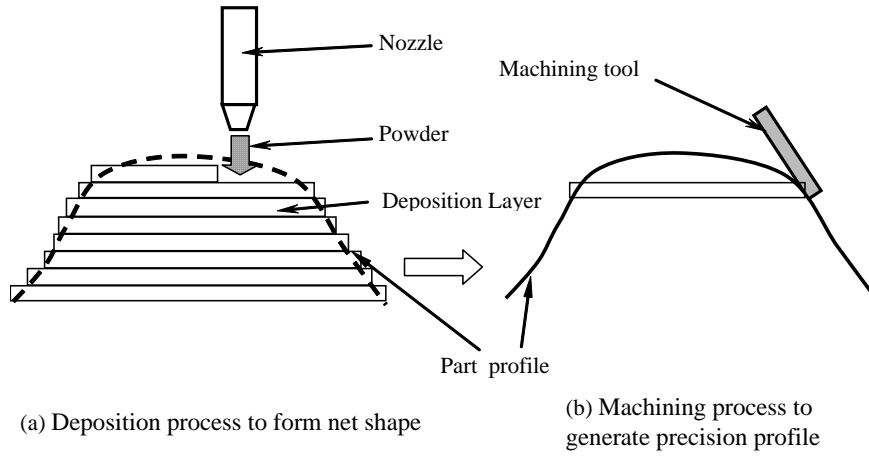 Nozzle
Machining tool
Powder
Deposition Layer
Part profile
(a) Deposition process to form net shape
(b) Machining process to
generate precision profile